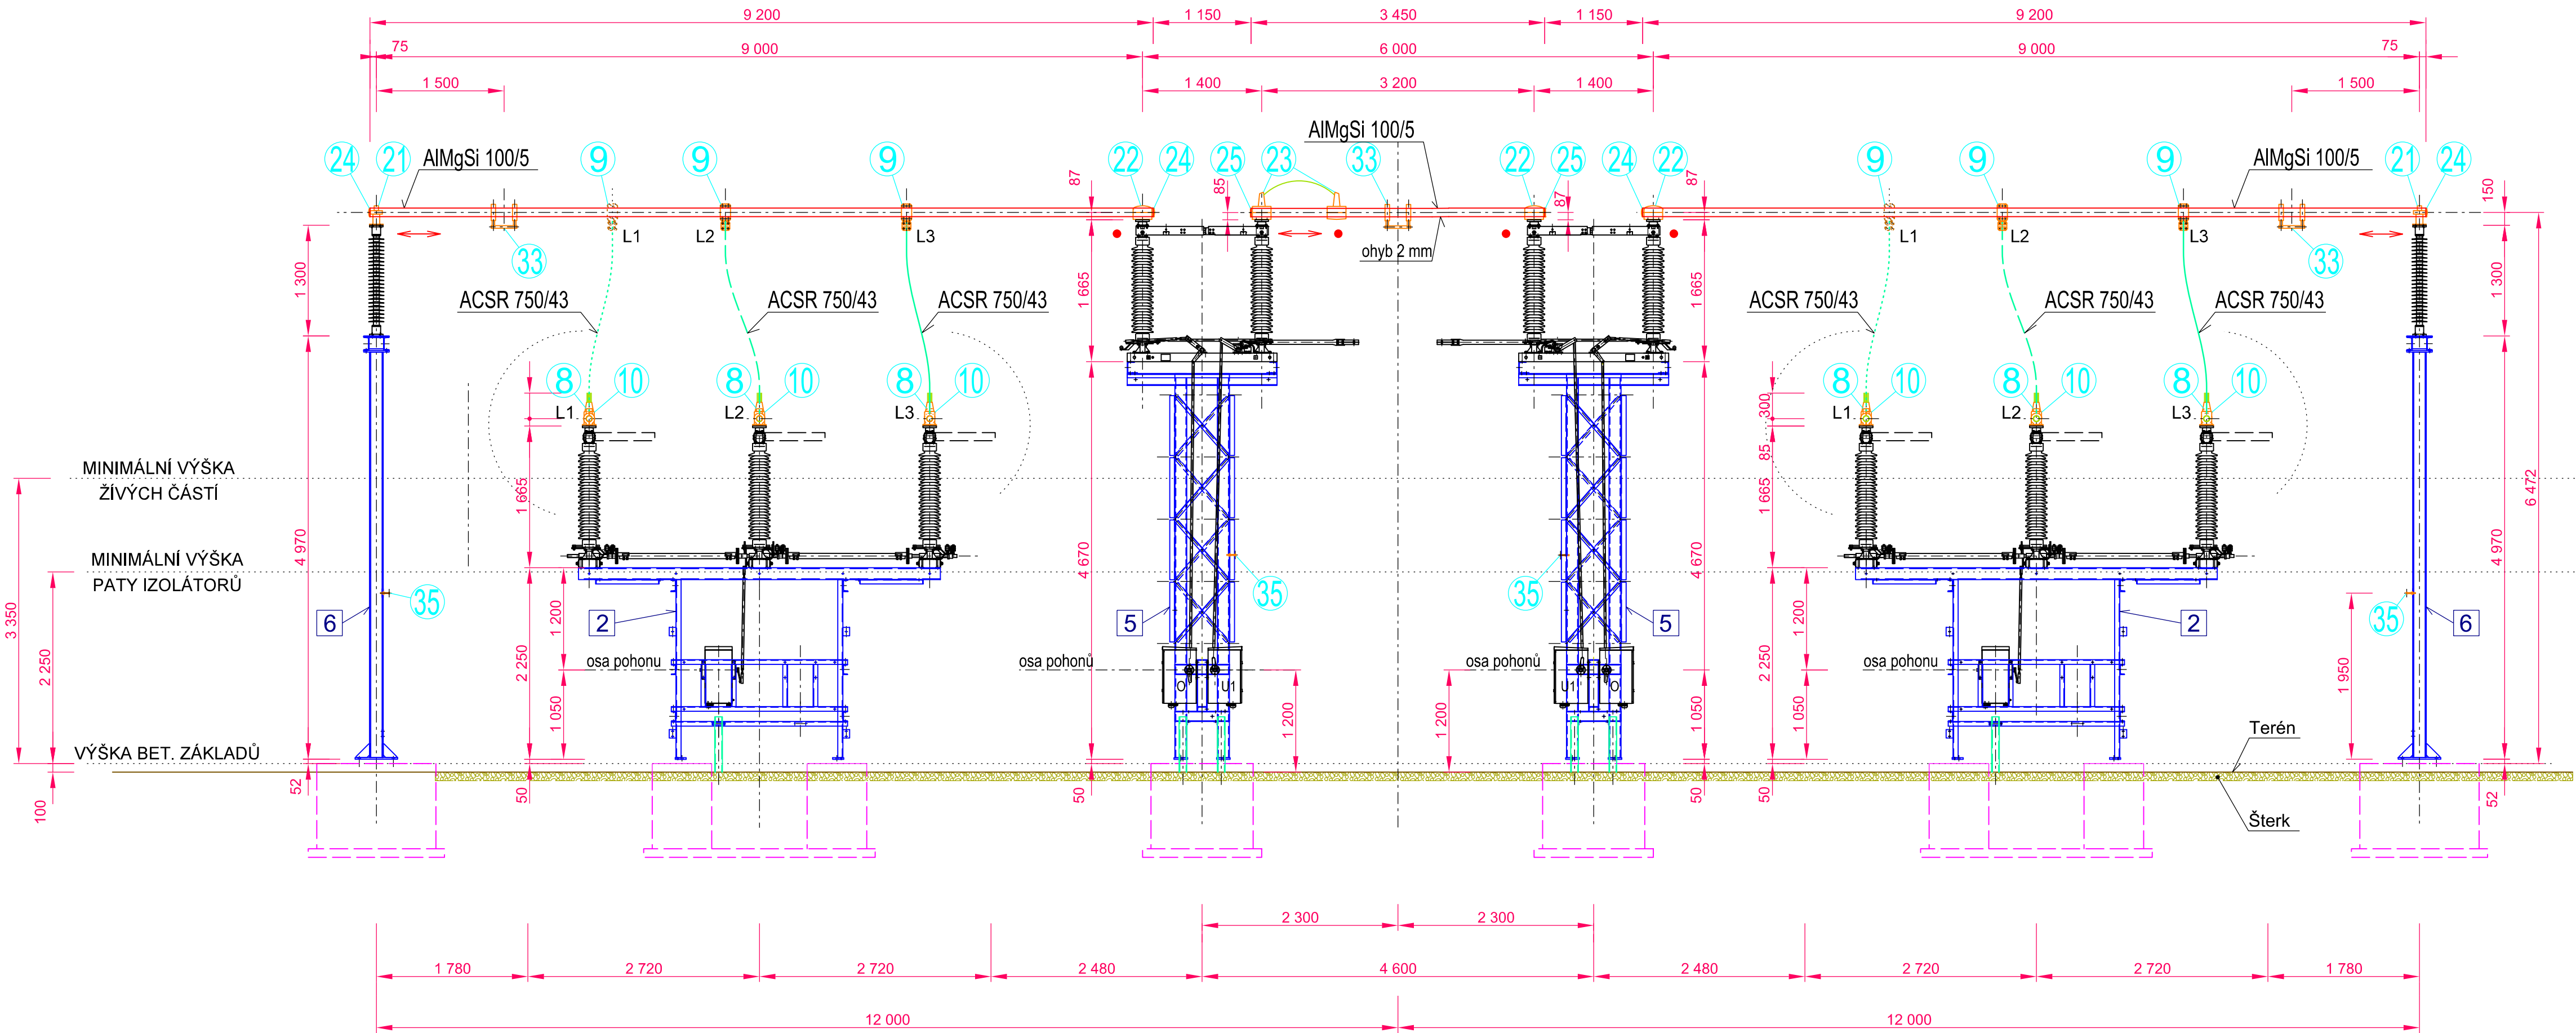 9 200
1 150
3 450
1 150
9 200
75
9 000
6 000
9 000
75
1 500
1 400
3 200
1 400
1 500
AlMgSi 100/5
24
21
AlMgSi 100/5
9
9
9
87
22
24
25
85
23
33
87
22
25
24
22
87
9
9
9
AlMgSi 100/5
21
24
150
L1
L2
L3
33
ohyb 2 mm
L1
L2
L3
33
1 300
ACSR 750/43
ACSR 750/43
ACSR 750/43
1 665
1 665
ACSR 750/43
ACSR 750/43
ACSR 750/43
1 300
8
10
8
10
8
10
L1
L2
L3
8
10
8
10
8
10
L1
L2
L3
300
85
MINIMÁLNÍ VÝŠKA
ŽÍVÝCH ČÁSTÍ
1 665
1 665
6 472
4 970
MINIMÁLNÍ VÝŠKA
PATY IZOLÁTORŮ
4 670
4 670
4 970
35
35
35
35
6
2
5
5
2
6
3 350
2 250
1 200
2 250
1 050
osa pohonu
osa pohonů
O
U1
1 200
osa pohonů
U1
O
1 200
1 050
osa pohonu
2 250
1 200
1 050
1 950
VÝŠKA BET. ZÁKLADŮ
Terén
100
52
50
50
50
50
52
Šterk
2 300
2 300
1 780
2 720
2 720
2 480
4 600
2 480
2 720
2 720
1 780
12 000
12 000